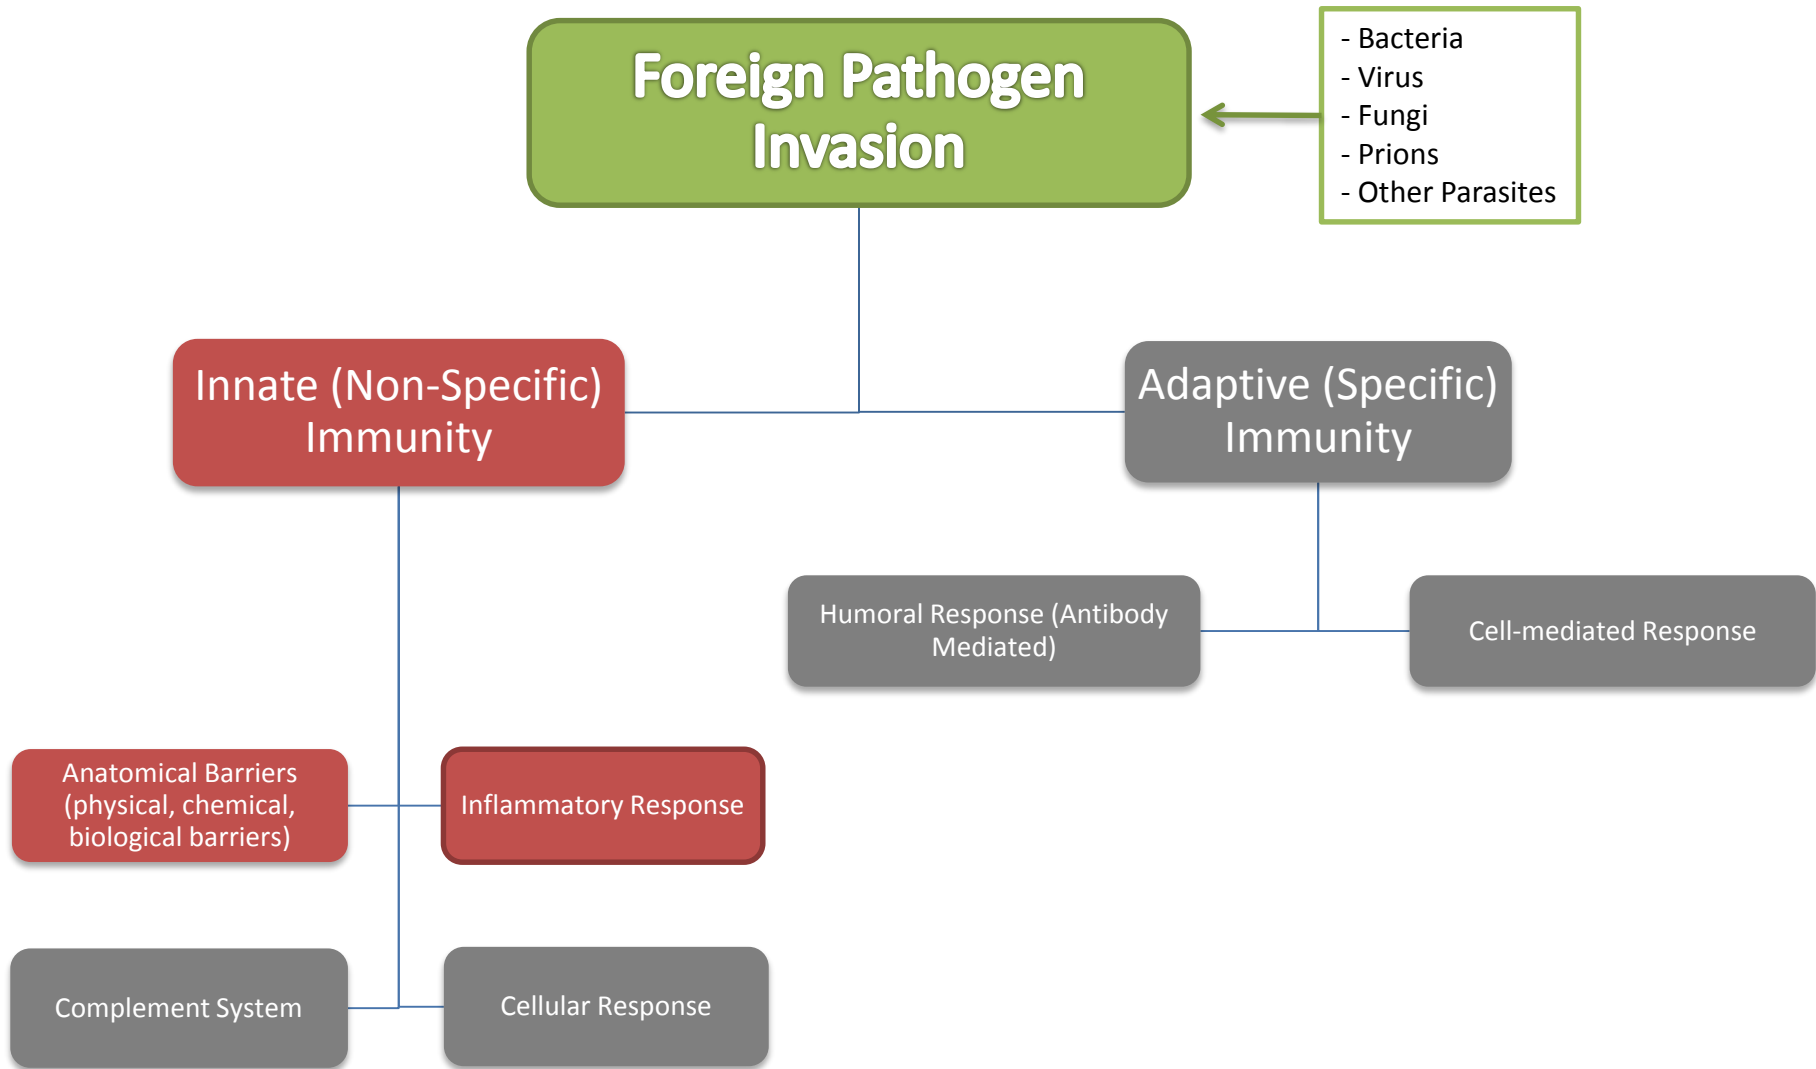 Foreign Pathogen
Invasion
- Bacteria
- Virus
- Fungi
- Prions
- Other Parasites
Innate (Non-Specific)
Immunity
Adaptive (Specific)
Immunity
Humoral Response (Antibody
Mediated)
Cell-mediated Response
Anatomical Barriers
(physical, chemical,
biological barriers)
Inflammatory Response
Complement System
Cellular Response